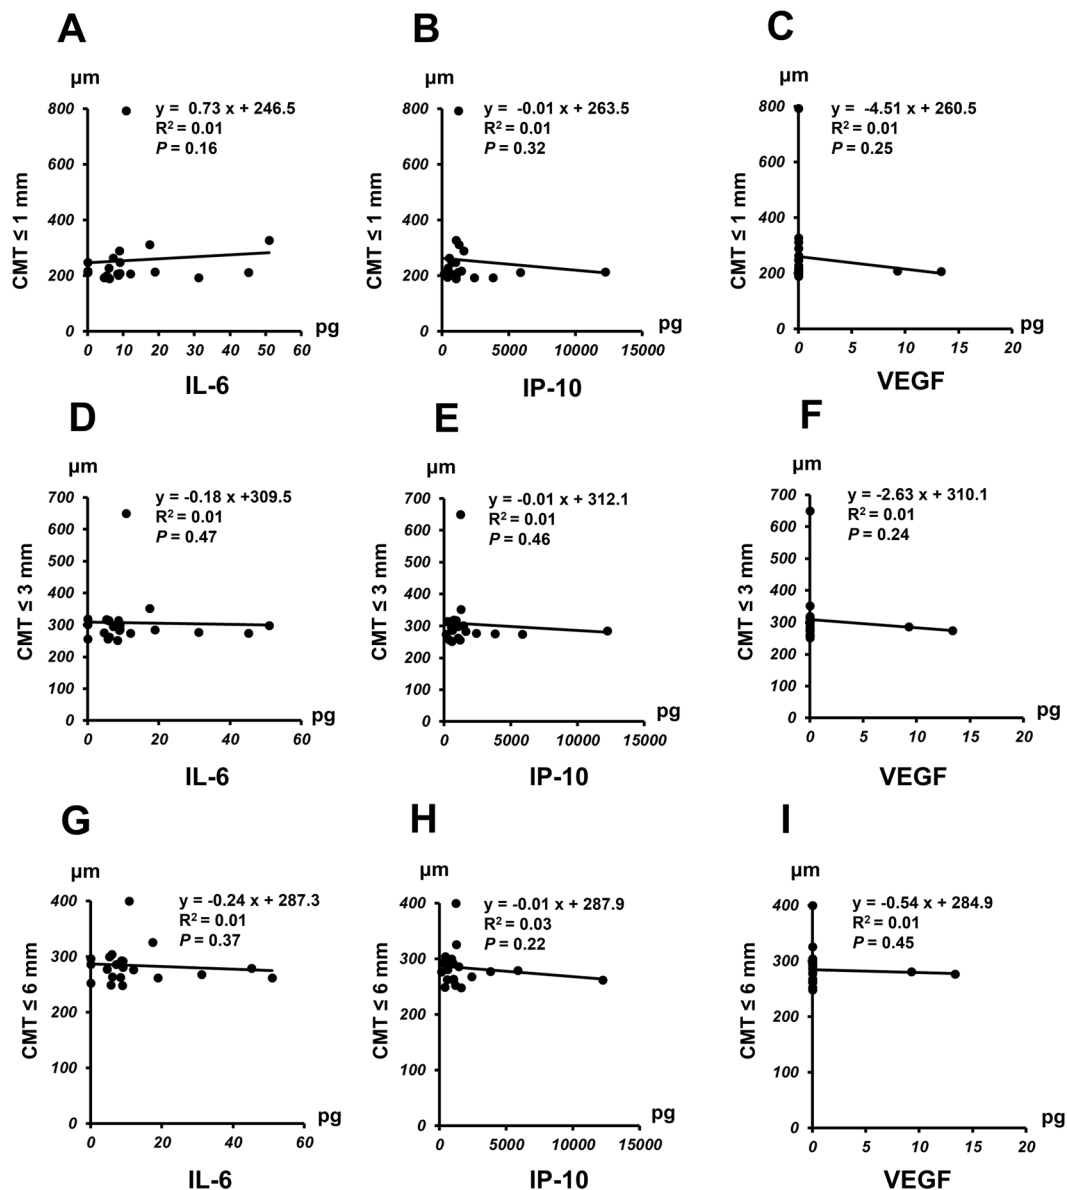 A
μm
y = 0.73 x + 246.5
R² = 0.01
P = 0.16
CMT ≤ 1 mm
800
600
400
200
0
0 10 20 30 40 50 60
pg
IL-6
B
μm
y = -0.01 x + 263.5
R² = 0.01
P = 0.32
CMT ≤ 1 mm
800
600
400
200
0
0 5000 10000 15000
pg
IP-10
C
μm
y = -4.51 x + 260.5
R² = 0.01
P = 0.25
CMT ≤ 1 mm
800
600
400
200
0
0 5 10 15 20
pg
VEGF
D
μm
y = -0.18 x +309.5
R² = 0.01
P = 0.47
CMT ≤ 3 mm
700
600
500
400
300
200
100
0
0 20 40 60
pg
IL-6
E
μm
y = -0.01 x + 312.1
R² = 0.01
P = 0.46
CMT ≤ 3 mm
700
600
500
400
300
200
100
0
0 5000 10000 15000
pg
IP-10
F
μm
y = -2.63 x + 310.1
R² = 0.01
P = 0.24
CMT ≤ 3 mm
700
600
500
400
300
200
100
0
0 5 10 15 20
pg
VEGF
G
μm
y = -0.24 x + 287.3
R² = 0.01
P = 0.37
CMT ≤ 6 mm
400
300
200
100
0
0 20 40 60
pg
IL-6
H
μm
y = -0.01 x + 287.9
R² = 0.03
P = 0.22
CMT ≤ 6 mm
400
300
200
100
0
0 5000 10000 15000
pg
IP-10
I
μm
y = -0.54 x + 284.9
R² = 0.01
P = 0.45
CMT ≤ 6 mm
400
300
200
100
0
0 5 10 15 20
pg
VEGF